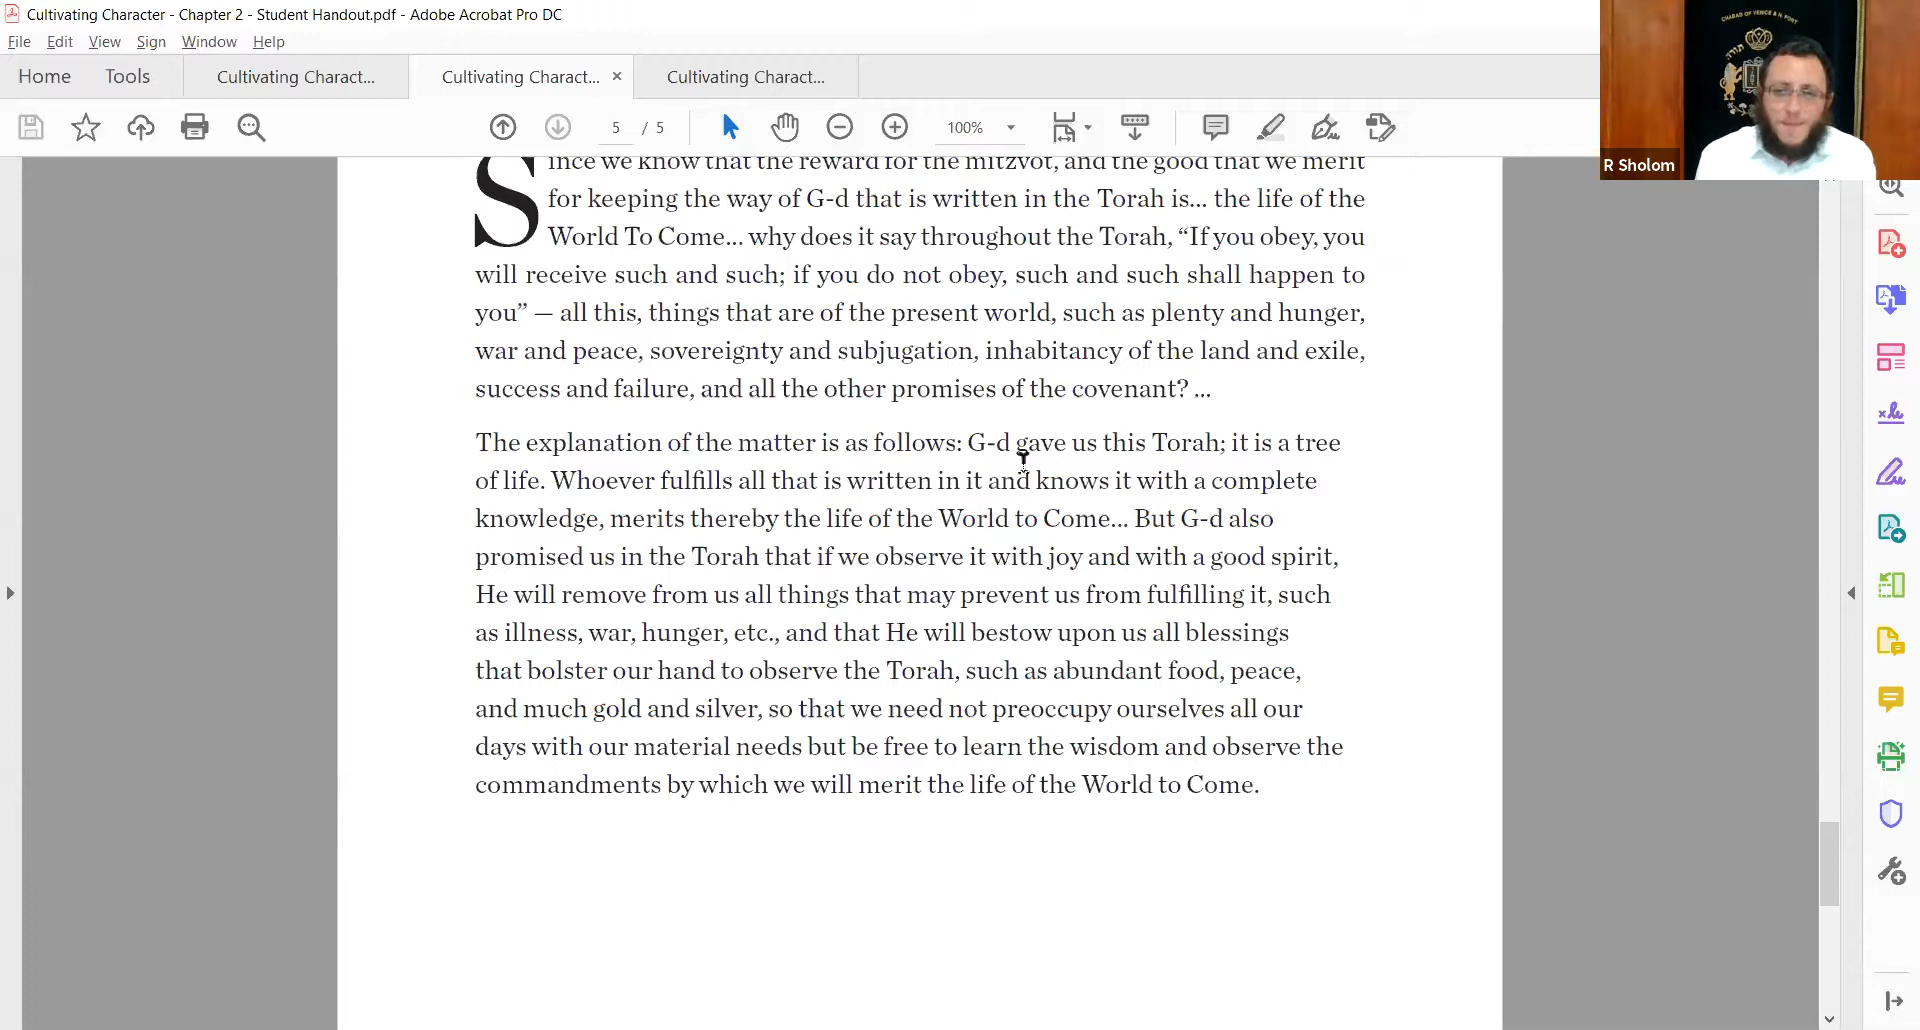 Cultivating Character - Chapter 2 - Student Handout.pdf - Adobe Acrobat Pro DC
File Edit View Sign Window Help
Home Tools Cultivating Charact... Cultivating Charact... × Cultivating Charact...
5 / 5 100%
CHABAD OF VENICE & N. PORT
R Sholom
Since we know that the reward for the mitzvot, and the good that we merit
for keeping the way of G-d that is written in the Torah is... the life of the
World To Come... why does it say throughout the Torah, “If you obey, you
will receive such and such; if you do not obey, such and such shall happen to
you” — all this, things that are of the present world, such as plenty and hunger,
war and peace, sovereignty and subjugation, inhabitancy of the land and exile,
success and failure, and all the other promises of the covenant? ...
The explanation of the matter is as follows: G-d gave us this Torah; it is a tree
of life. Whoever fulfills all that is written in it and knows it with a complete
knowledge, merits thereby the life of the World to Come... But G-d also
promised us in the Torah that if we observe it with joy and with a good spirit,
He will remove from us all things that may prevent us from fulfilling it, such
as illness, war, hunger, etc., and that He will bestow upon us all blessings
that bolster our hand to observe the Torah, such as abundant food, peace,
and much gold and silver, so that we need not preoccupy ourselves all our
days with our material needs but be free to learn the wisdom and observe the
commandments by which we will merit the life of the World to Come.